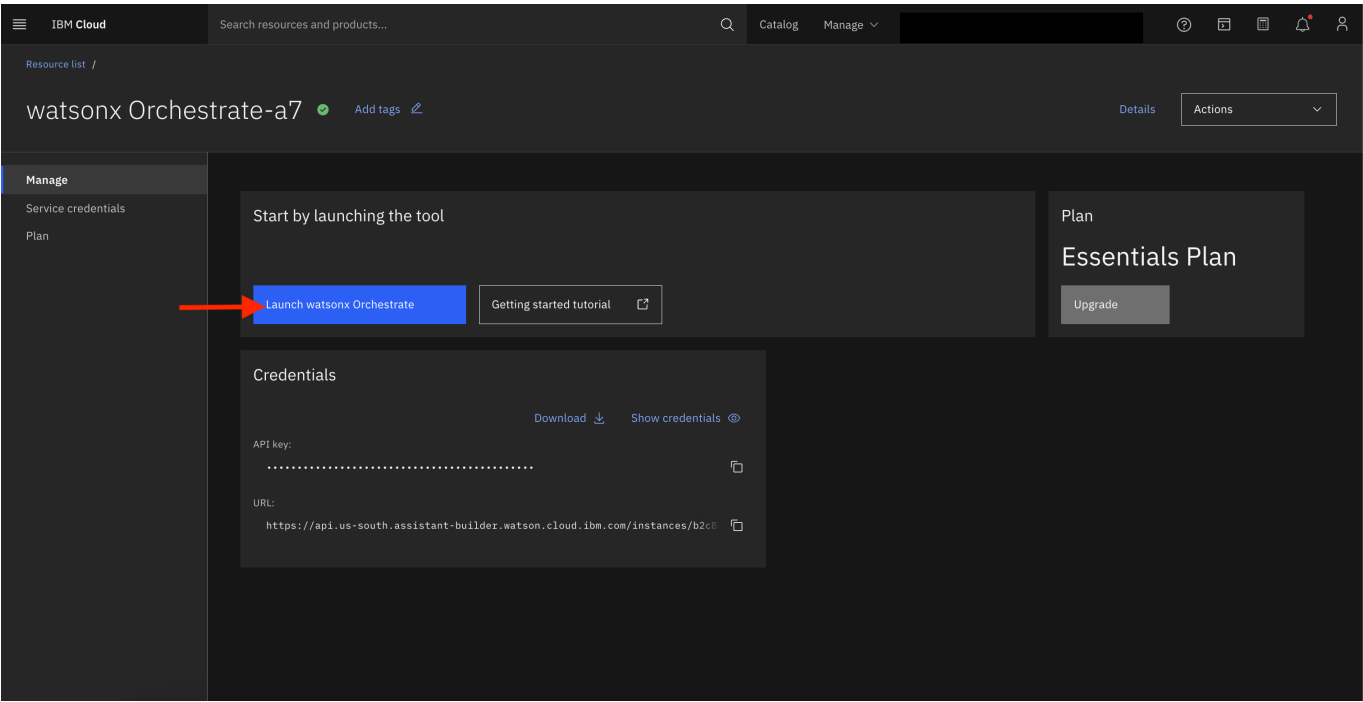 IBM Cloud
Search resources and products...
Catalog
Manage
Resource list /
watsonx Orchestrate-a7
Add tags
Details
Actions
Manage
Service credentials
Plan
Start by launching the tool
Launch watsonx Orchestrate
Getting started tutorial
Plan
Essentials Plan
Upgrade
Credentials
Download
Show credentials
API key:
............................................
URL:
https://api.us-south.assistant-builder.watson.cloud.ibm.com/instances/b2c8